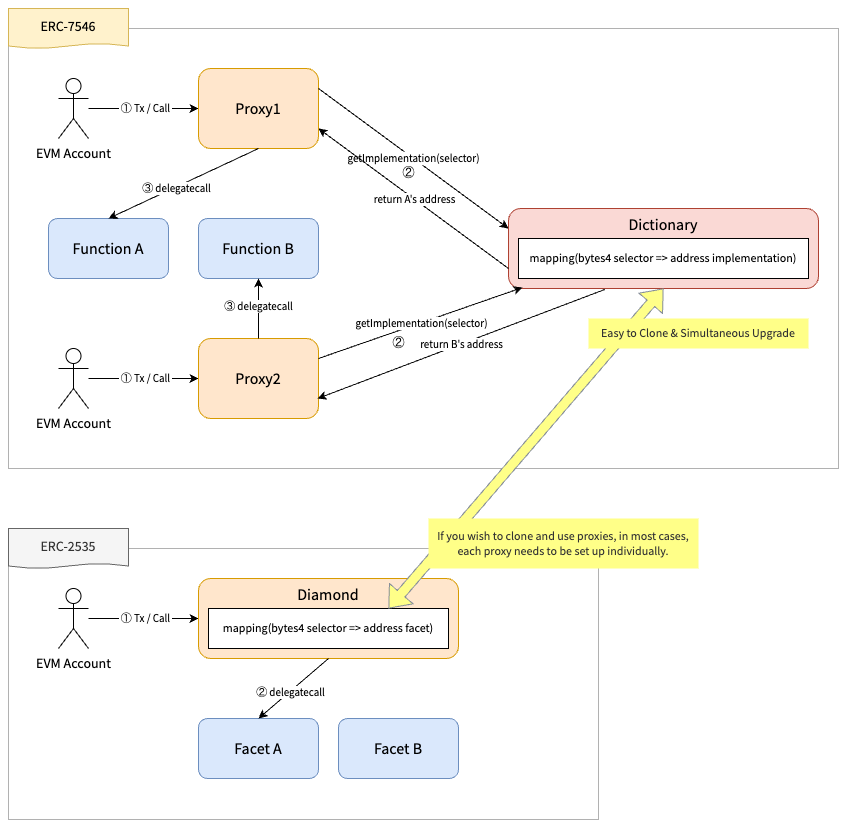 ERC-7546
① Tx / Call
Proxy1
EVM Account
getImplementation(selector)
②
③ delegatecall
return A's address
Function A
Function B
Dictionary
mapping(bytes4 selector => address implementation)
③ delegatecall
getImplementation(selector)
②
return B's address
Easy to Clone & Simultaneous Upgrade
① Tx / Call
Proxy2
EVM Account
If you wish to clone and use proxies, in most cases,
each proxy needs to be set up individually.
ERC-2535
Diamond
① Tx / Call
mapping(bytes4 selector => address facet)
EVM Account
② delegatecall
Facet A
Facet B